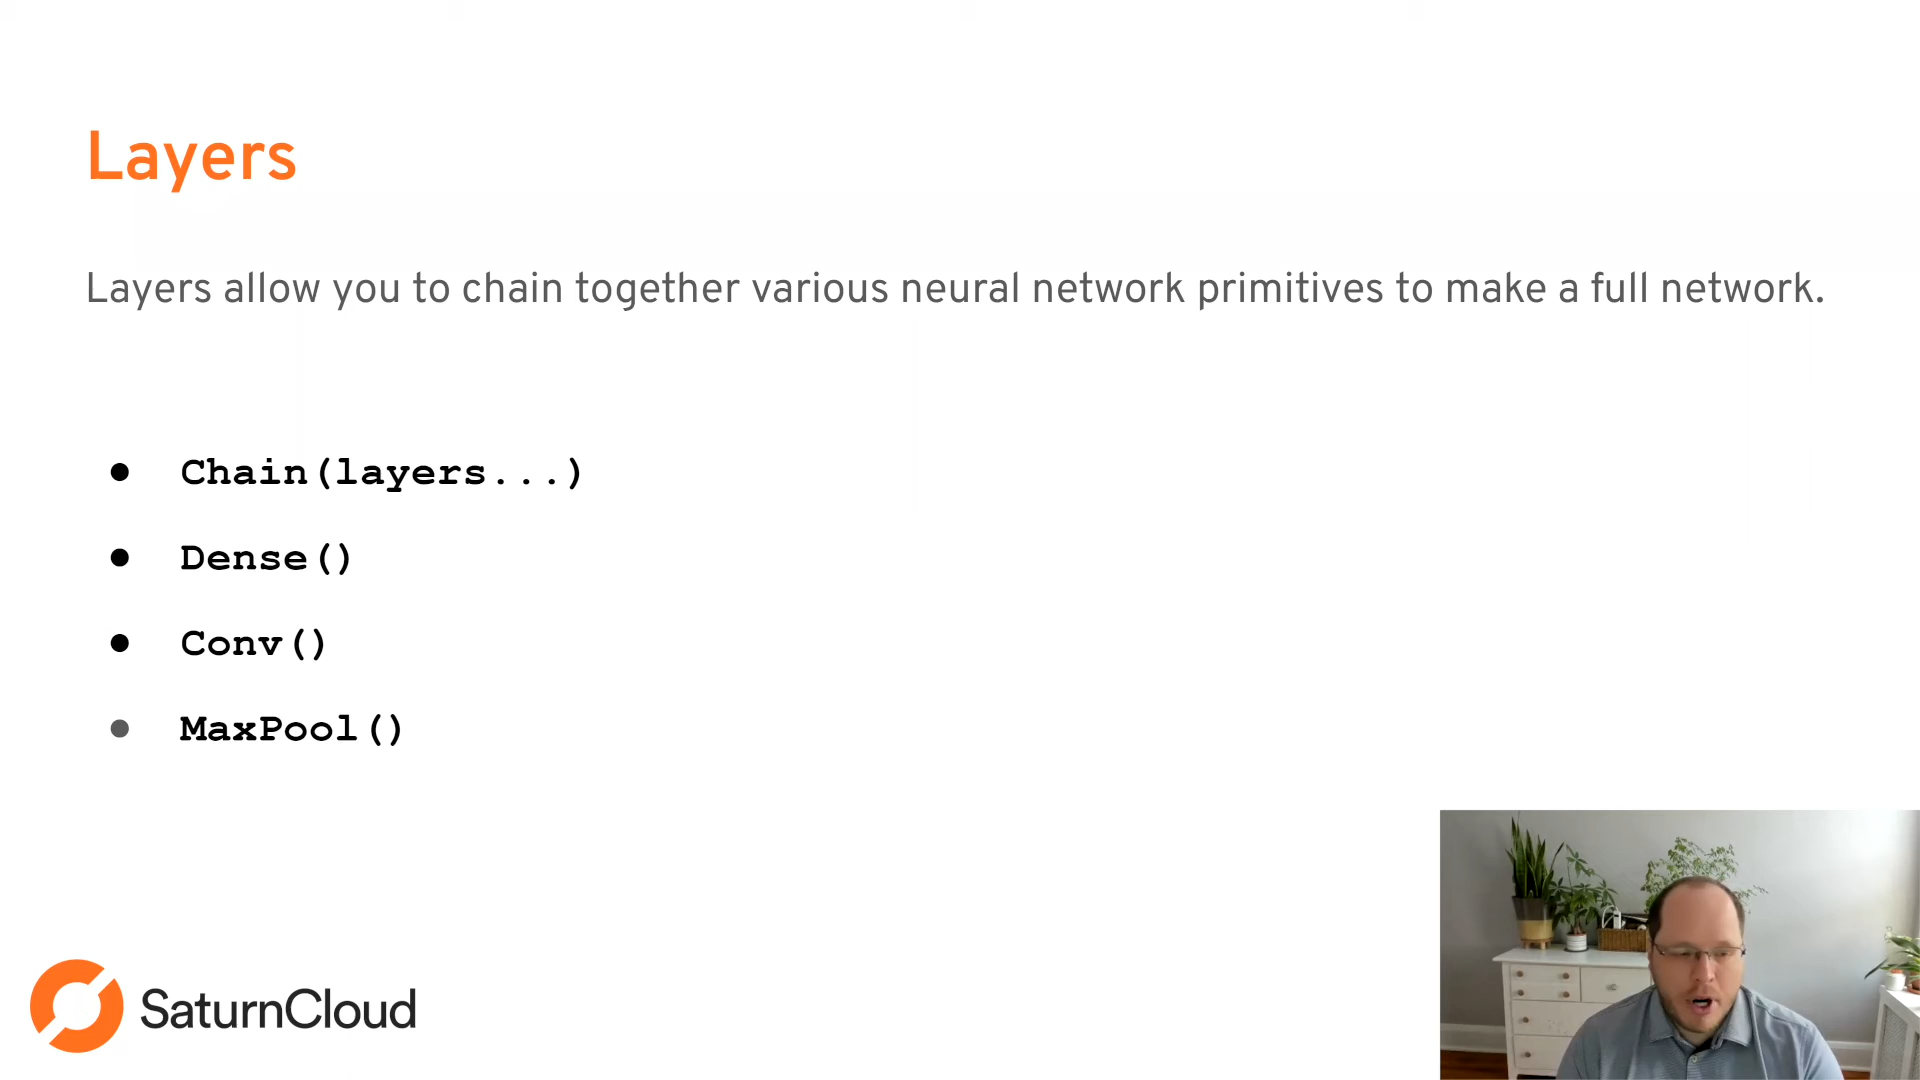 Layers
Layers allow you to chain together various neural network primitives to make a full network.
● Chain(layers...)
● Dense()
● Conv()
● MaxPool()
SaturnCloud